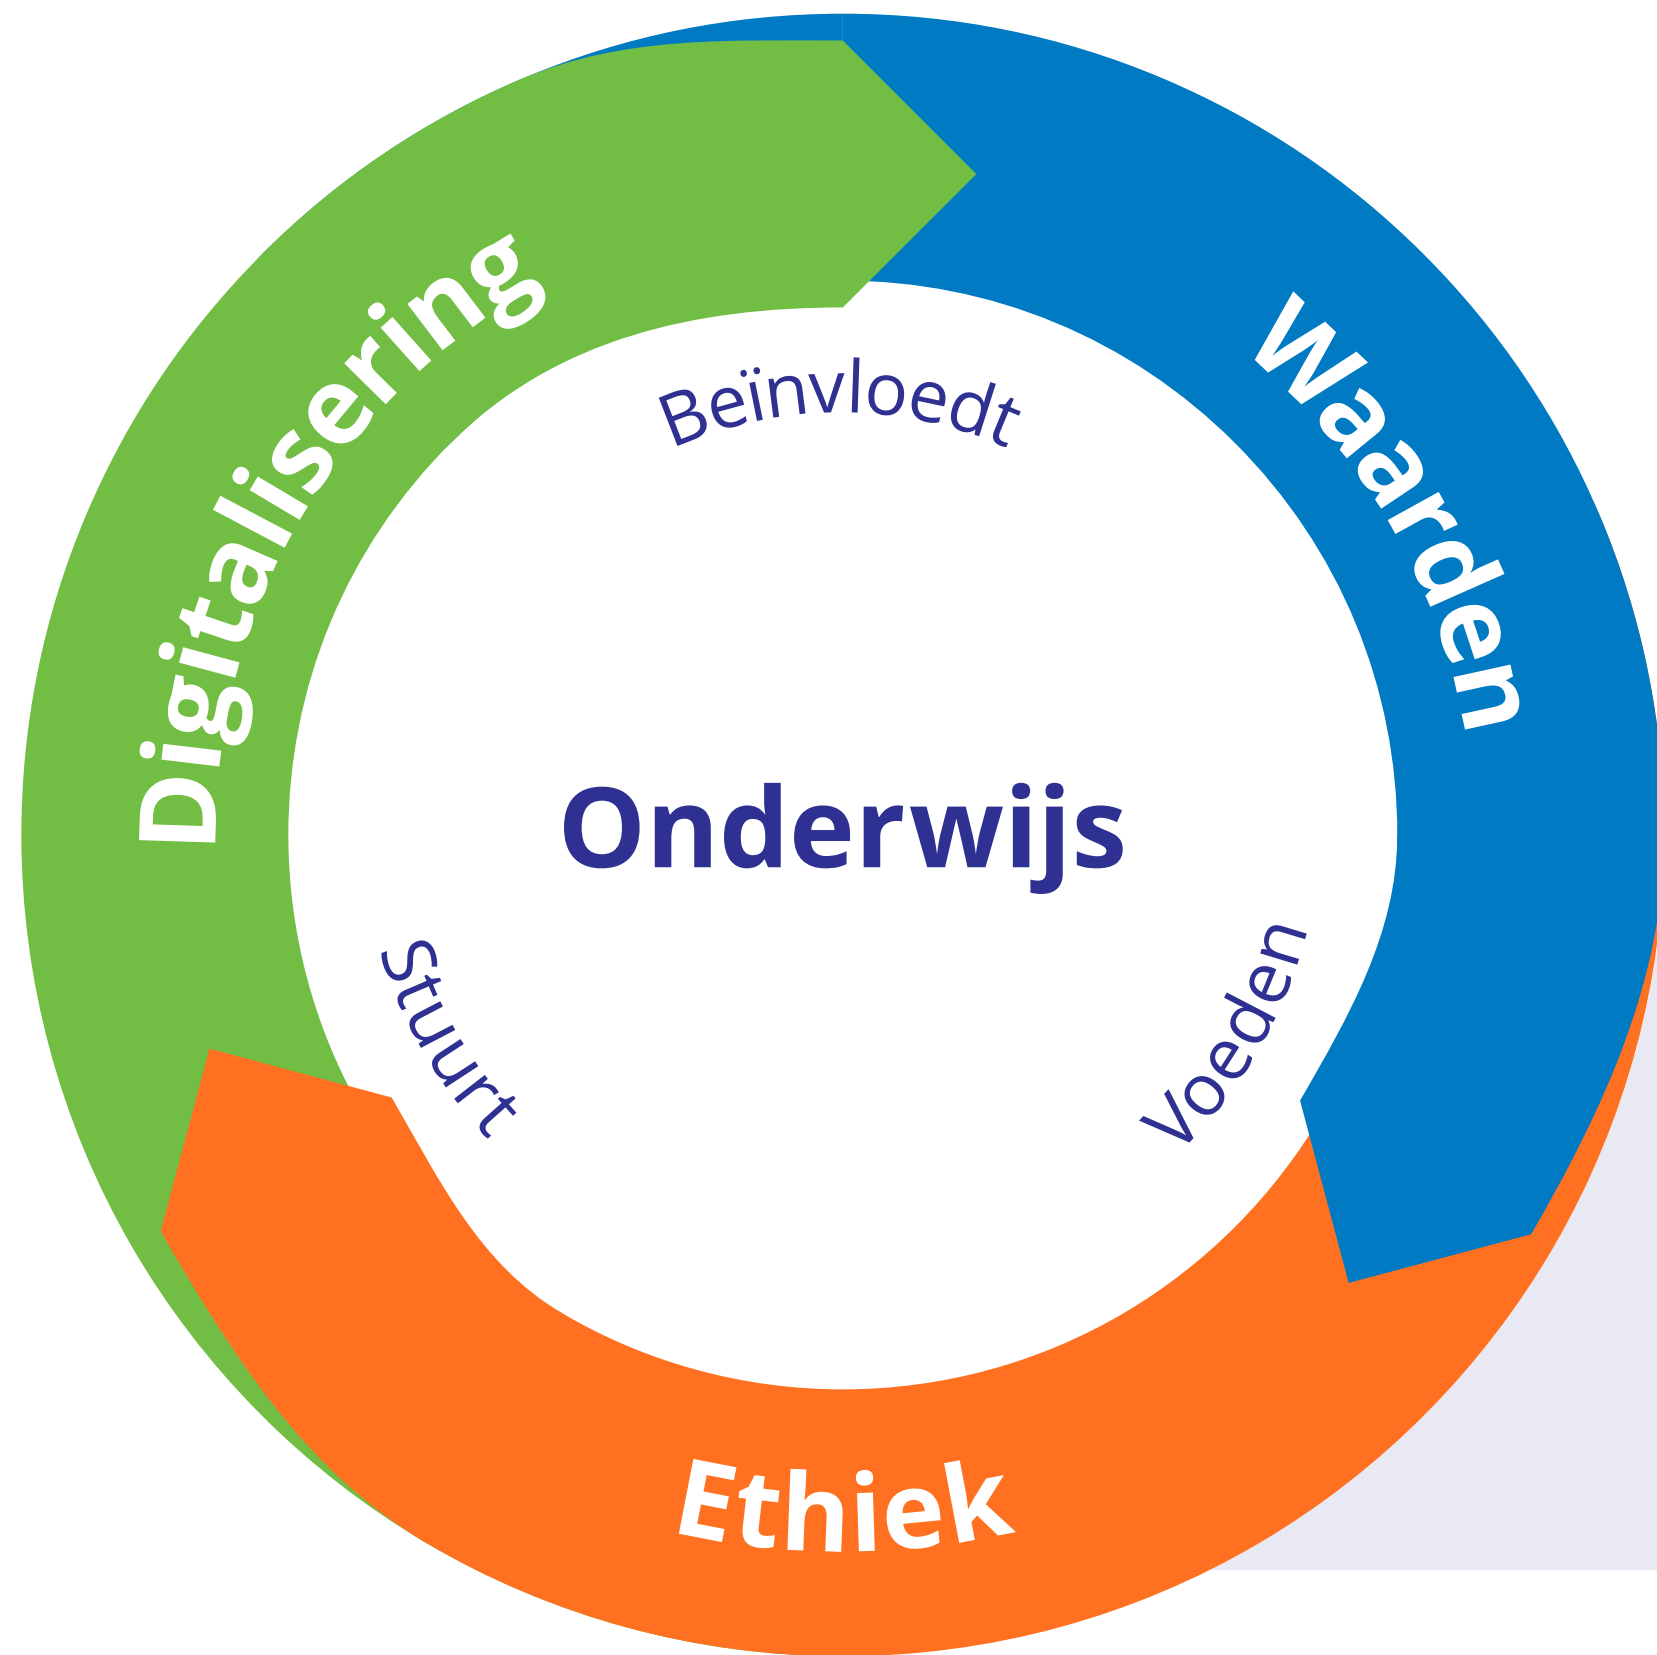 Digitalisering
Waarden
Beïnvloedt
Onderwijs
Stuurt
Voeden
Ethiek